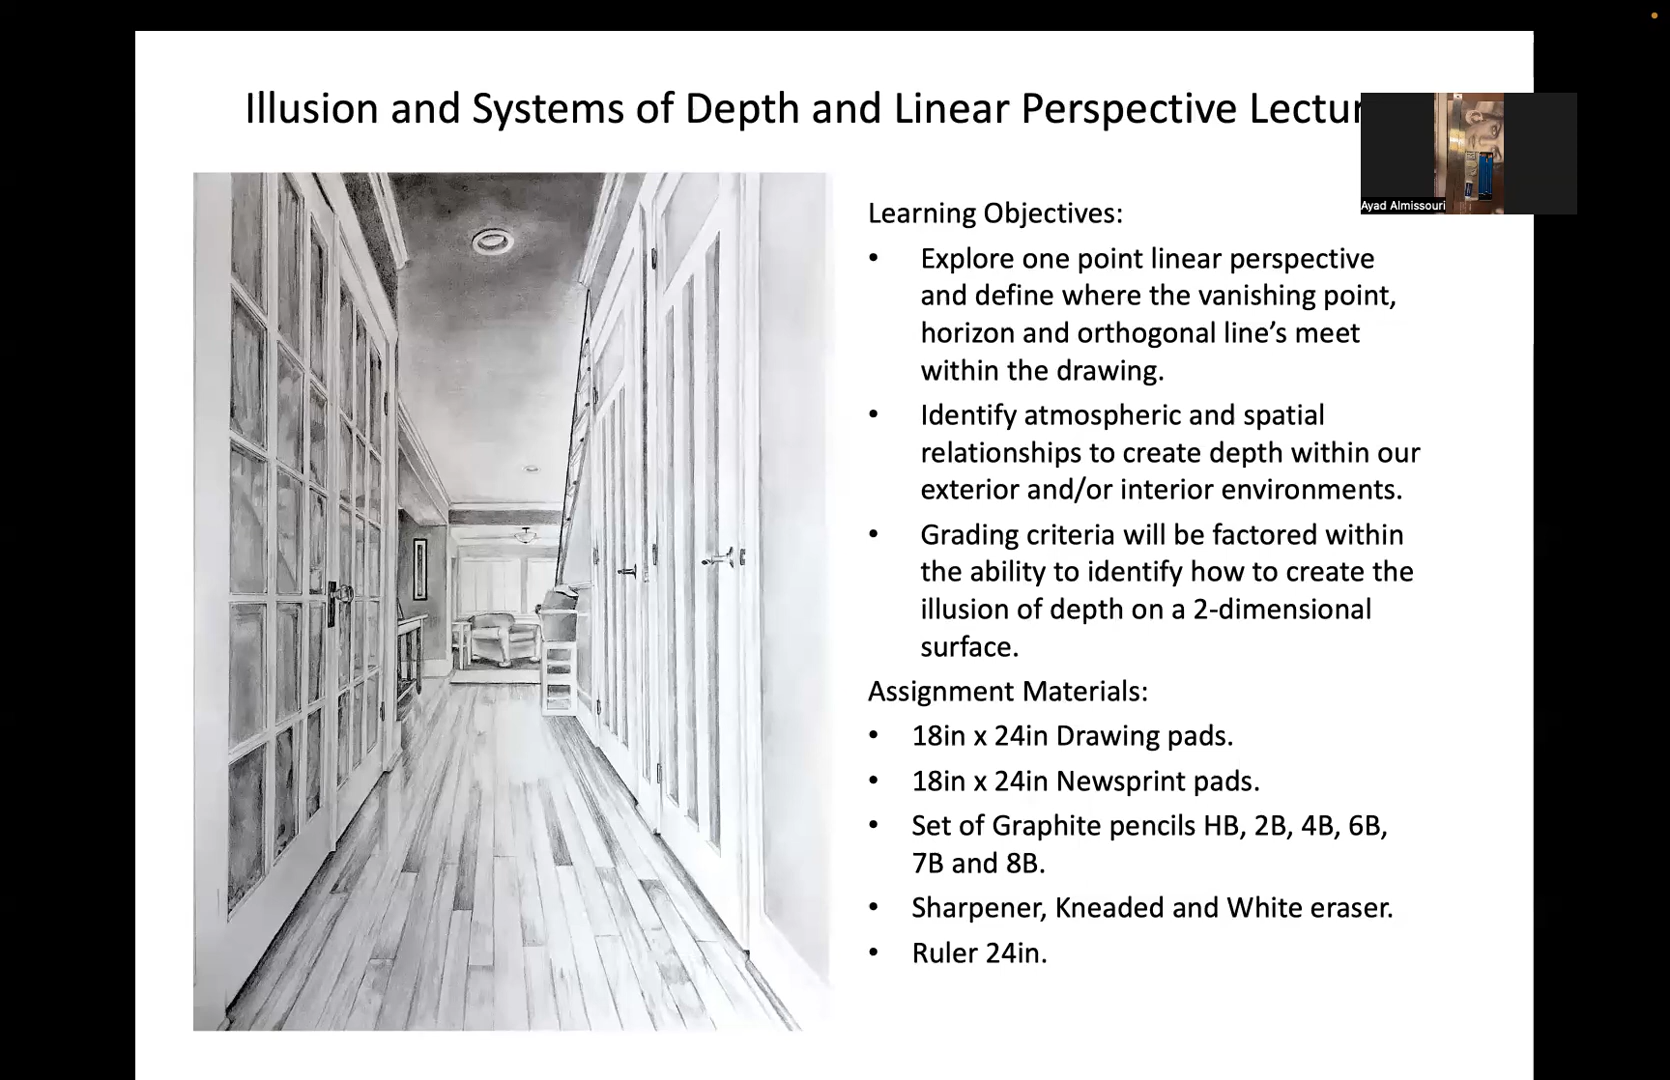 Illusion and Systems of Depth and Linear Perspective Lectur
Ayad Almissouri
Learning Objectives:
• Explore one point linear perspective
and define where the vanishing point,
horizon and orthogonal line’s meet
within the drawing.
• Identify atmospheric and spatial
relationships to create depth within our
exterior and/or interior environments.
• Grading criteria will be factored within
the ability to identify how to create the
illusion of depth on a 2-dimensional
surface.
Assignment Materials:
• 18in x 24in Drawing pads.
• 18in x 24in Newsprint pads.
• Set of Graphite pencils HB, 2B, 4B, 6B,
7B and 8B.
• Sharpener, Kneaded and White eraser.
• Ruler 24in.